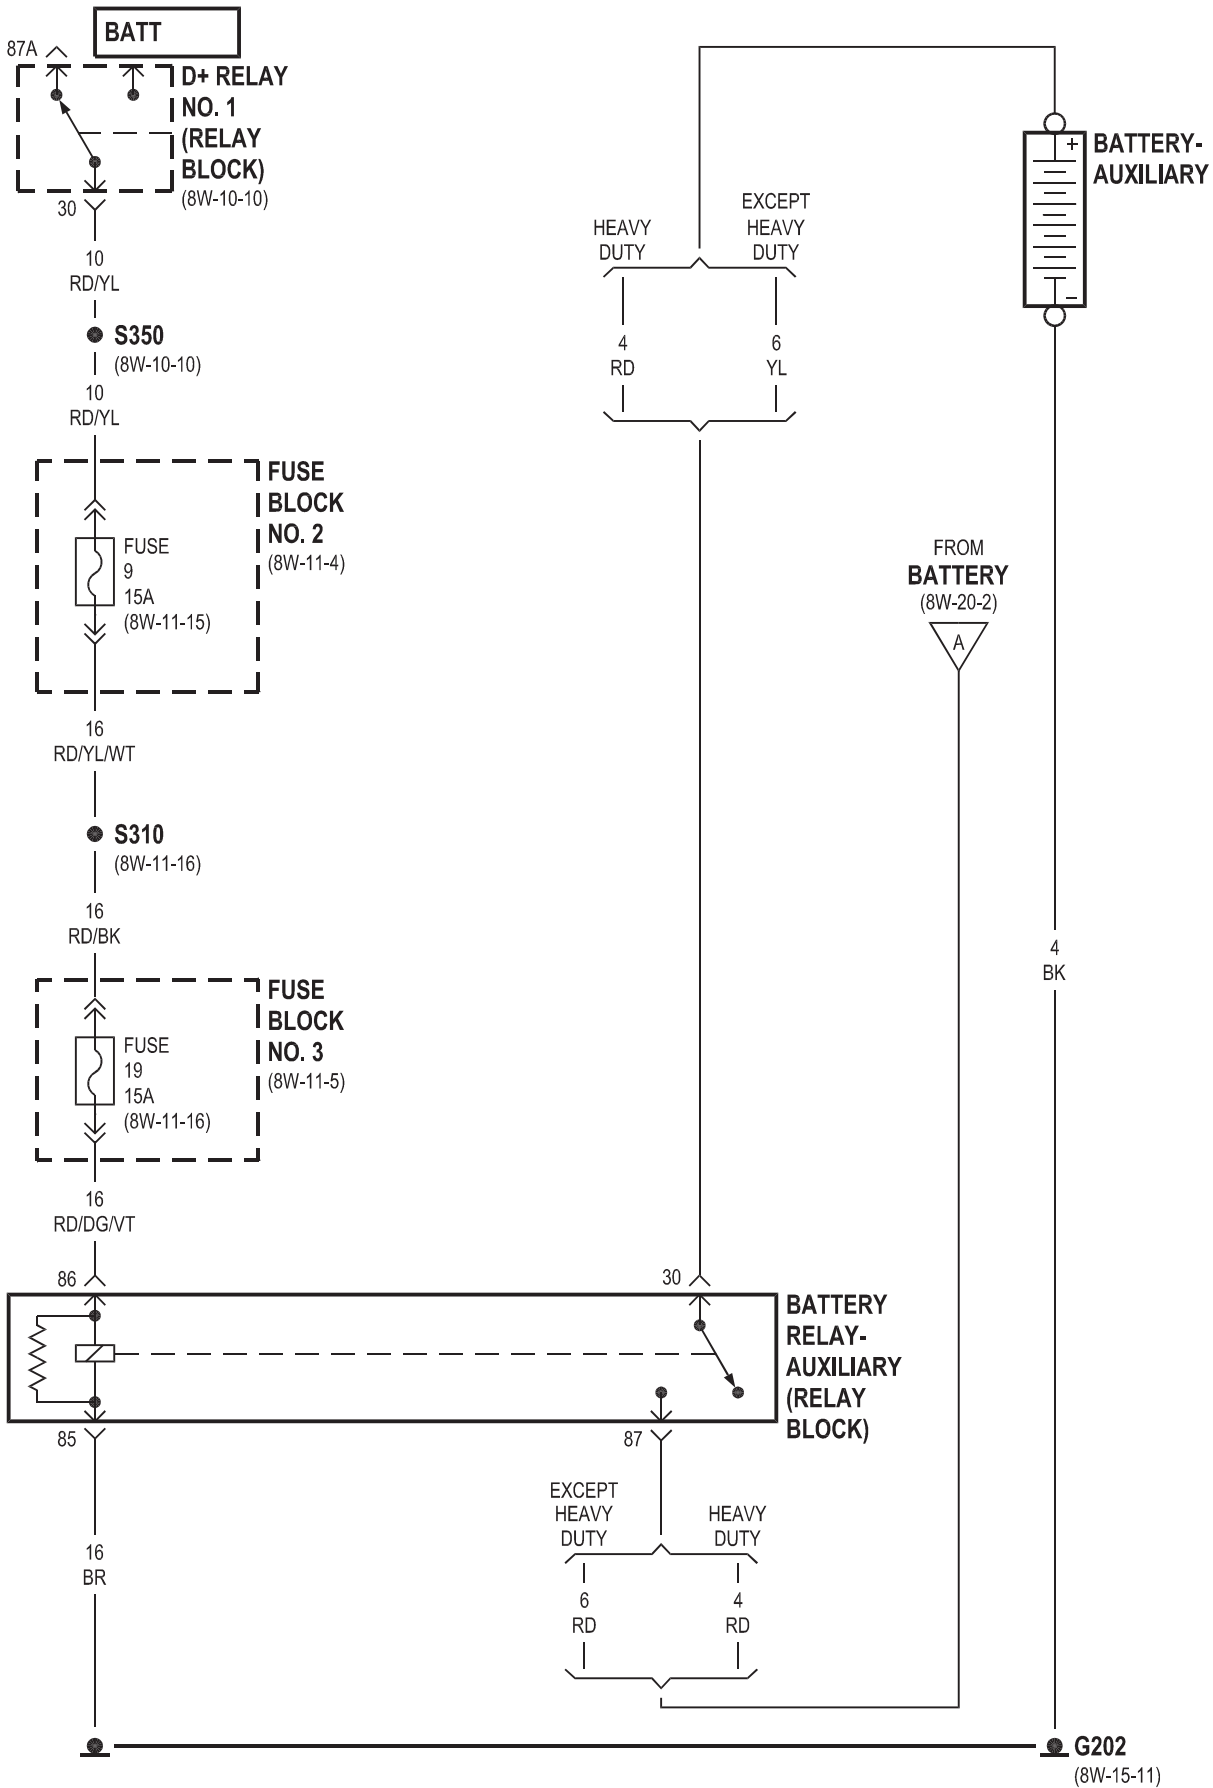 BATT
87A
D+ RELAY
NO. 1
(RELAY
BLOCK)
(8W-10-10)
30
10
RD/YL
S350
(8W-10-10)
10
RD/YL
FUSE
BLOCK
NO. 2
(8W-11-4)
FUSE
9
15A
(8W-11-15)
16
RD/YL/WT
S310
(8W-11-16)
16
RD/BK
FUSE
BLOCK
NO. 3
(8W-11-5)
FUSE
19
15A
(8W-11-16)
16
RD/DG/VT
86
30
BATTERY
RELAY-
AUXILIARY
(RELAY
BLOCK)
85
87
16
BR
EXCEPT
HEAVY
DUTY
HEAVY
DUTY
6
RD
4
RD
HEAVY
DUTY
EXCEPT
HEAVY
DUTY
4
RD
6
YL
FROM
BATTERY
(8W-20-2)
A
+
BATTERY-
AUXILIARY
–
4
BK
G202
(8W-15-11)